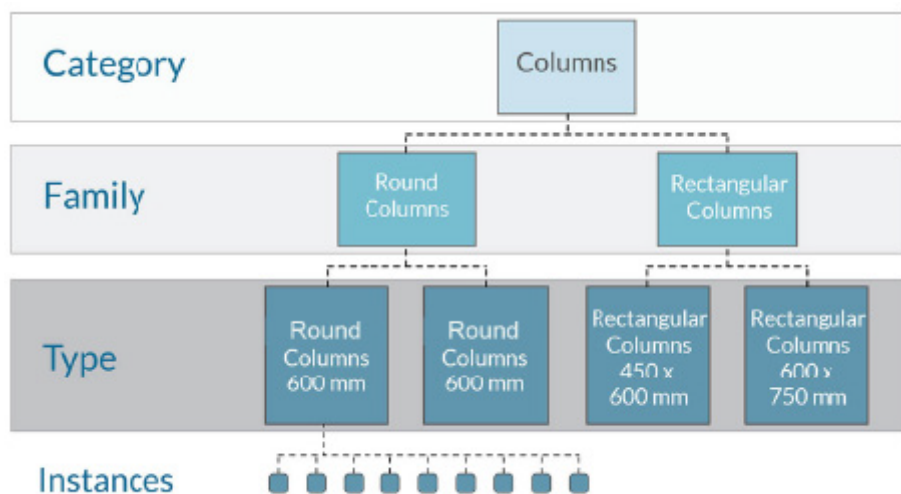 Category
Columns
Family
Round
Columns
Rectangular
Columns
Type
Round
Columns
600 mm
Round
Columns
600 mm
Rectangular
Columns
450 x
600 mm
Rectangular
Columns
600 x
750 mm
Instances